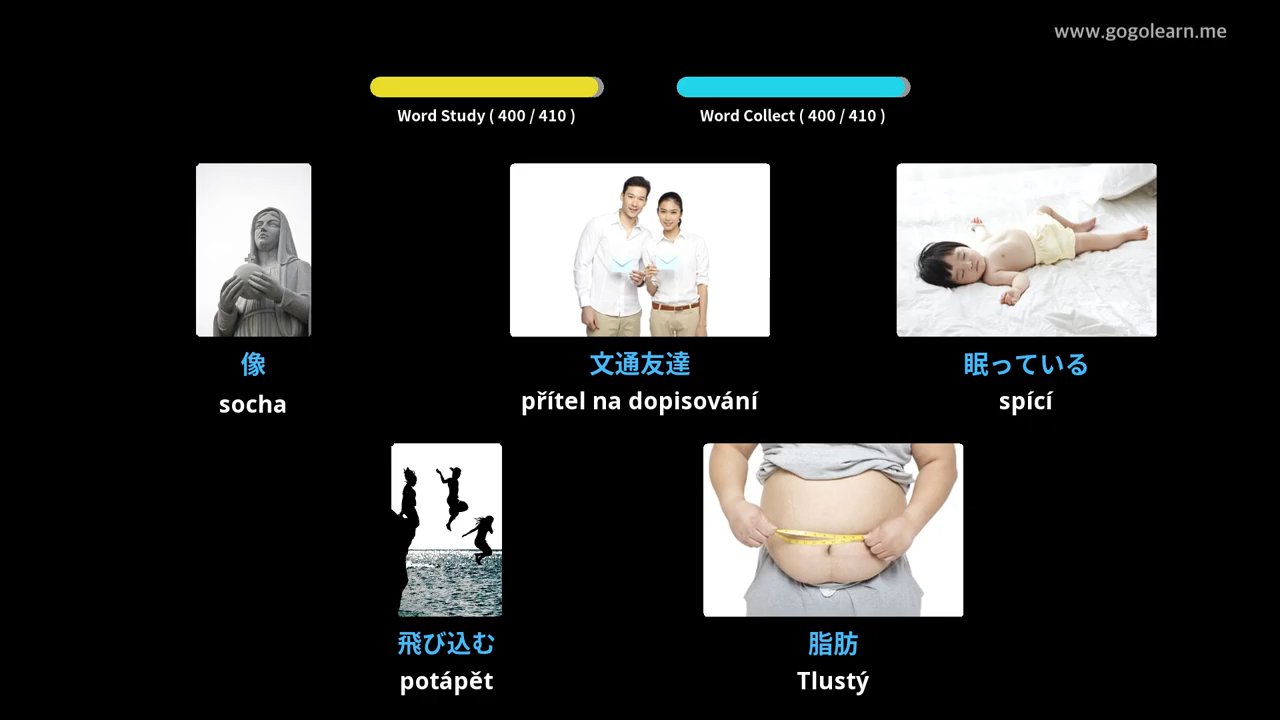 www.gogolearn.me
Word Study ( 400 / 410 )
Word Collect ( 400 / 410 )
像
socha
文通友達
přítel na dopisování
眠っている
spící
飛び込む
potápět
脂肪
Tlustý